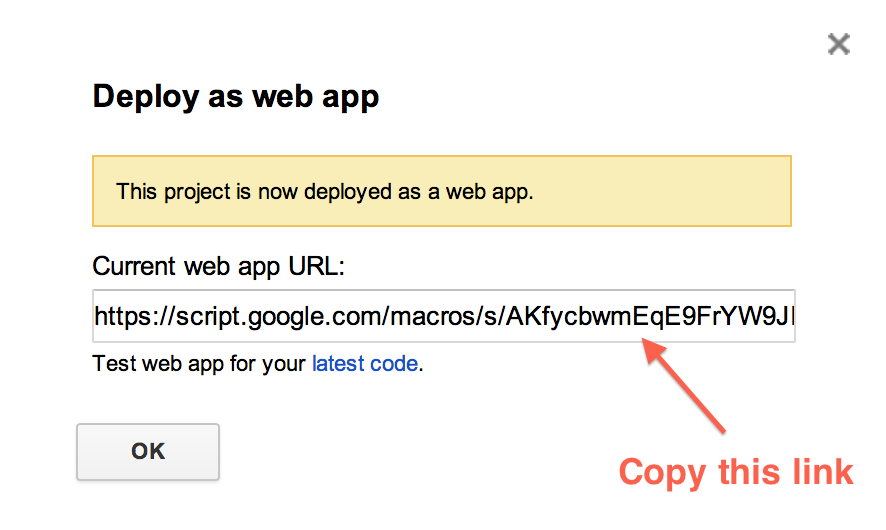 Deploy as web app
This project is now deployed as a web app.
Current web app URL:
https://script.google.com/macros/s/AKfycbwmEqE9FrYW9J
Test web app for your latest code.
OK
Copy this link